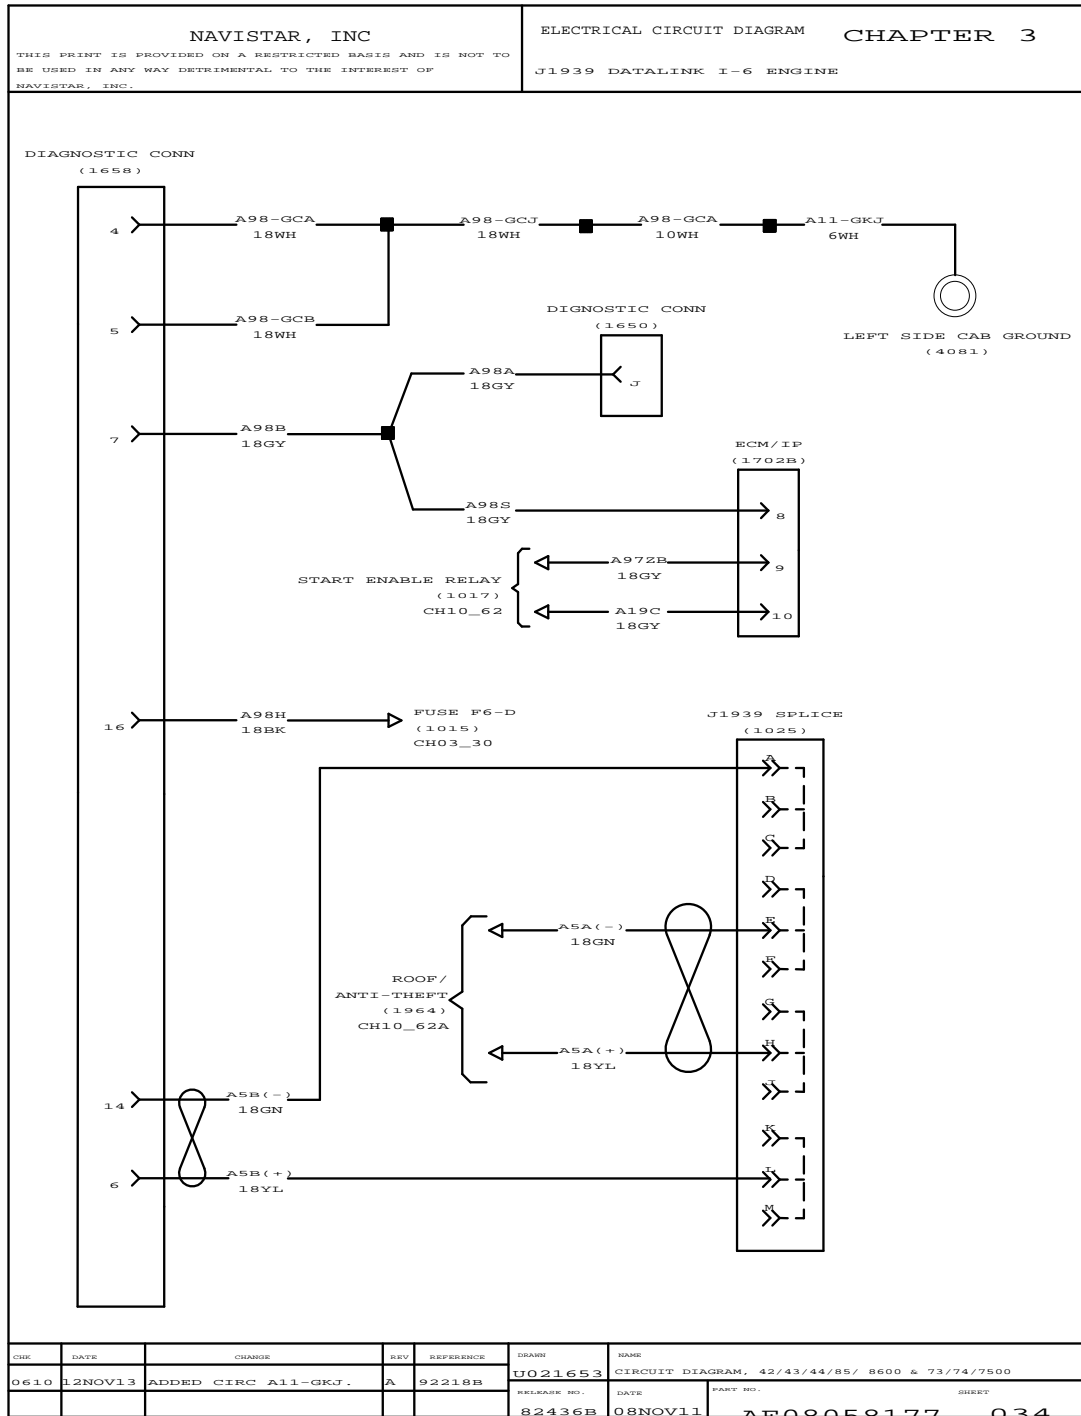 NAVISTAR, INC
THIS PRINT IS PROVIDED ON A RESTRICTED BASIS AND IS NOT TO
BE USED IN ANY WAY DETRIMENTAL TO THE INTEREST OF
NAVISTAR, INC.
ELECTRICAL CIRCUIT DIAGRAM
CHAPTER 3
J1939 DATALINK I-6 ENGINE
DIAGNOSTIC CONN
(1658)
4
A98-GCA
18WH
A98-GCJ
18WH
A98-GCA
10WH
A11-GKJ
6WH
5
A98-GCB
18WH
LEFT SIDE CAB GROUND
(4081)
DIGNOSTIC CONN
(1650)
A98A
18GY
J
7
A98B
18GY
ECM/IP
(1702B)
A98S
18GY
8
A97ZB
18GY
9
START ENABLE RELAY
(1017)
CH10_62
A19C
18GY
10
16
A98H
18BK
FUSE F6-D
(1015)
CH03_30
J1939 SPLICE
(1025)
A
B
C
D
E
F
G
H
J
K
L
M
A5A(-)
18GN
ROOF/
ANTI-THEFT
(1964)
CH10_62A
A5A(+)
18YL
14
A5B(-)
18GN
6
A5B(+)
18YL
CHK
DATE
CHANGE
REV
REFERENCE
DRAWN
NAME
0610
12NOV13
ADDED CIRC A11-GKJ.
A
92218B
U021653
CIRCUIT DIAGRAM, 42/43/44/85/ 8600 & 73/74/7500
RELEASE NO.
DATE
PART NO.
SHEET
82436B
08NOV11
AE08058177
034